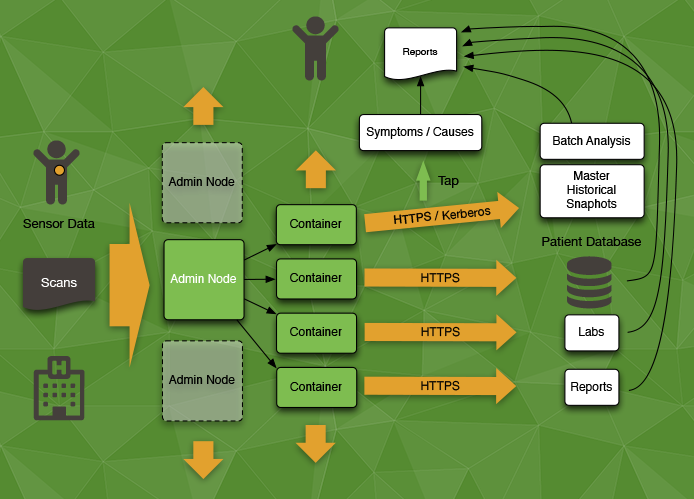 Reports
Symptoms / Causes
Batch Analysis
Admin Node
Tap
Master
Historical
Snaphots
Sensor Data
Container
HTTPS / Kerberos
Patient Database
Scans
Admin Node
Container
HTTPS
Container
HTTPS
Labs
Admin Node
Container
HTTPS
Reports